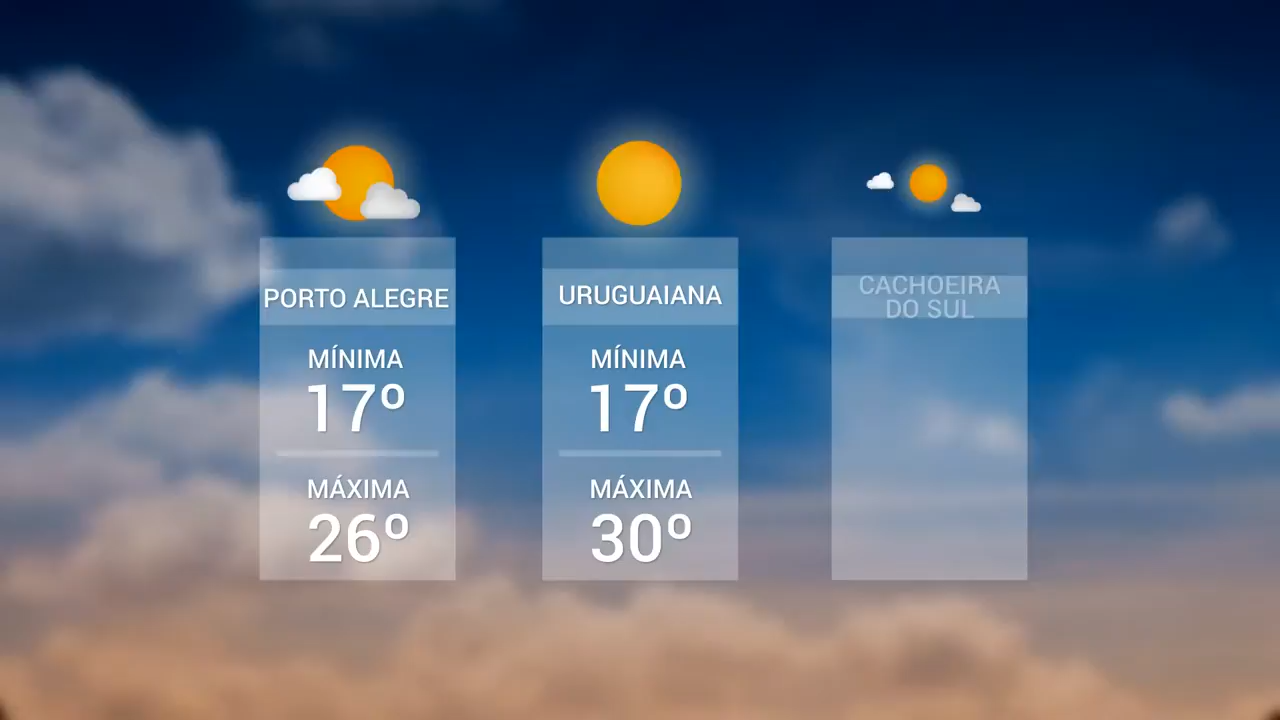 PORTO ALEGRE
MÍNIMA
17º
MÁXIMA
26º
URUGUAIANA
MÍNIMA
17º
MÁXIMA
30º
CACHOEIRA
DO SUL